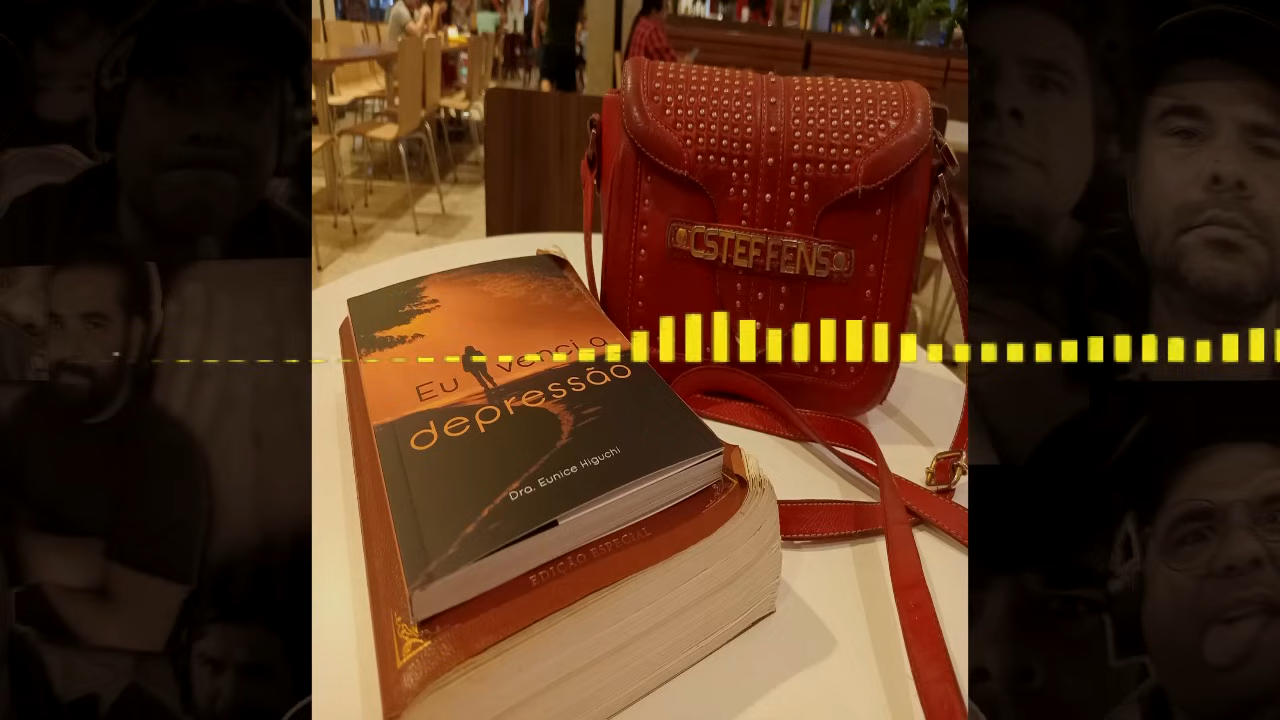 CSTEFFENS
Eu venci a
depressão
Dra. Eunice Higuchi
EDIÇÃO ESPECIAL